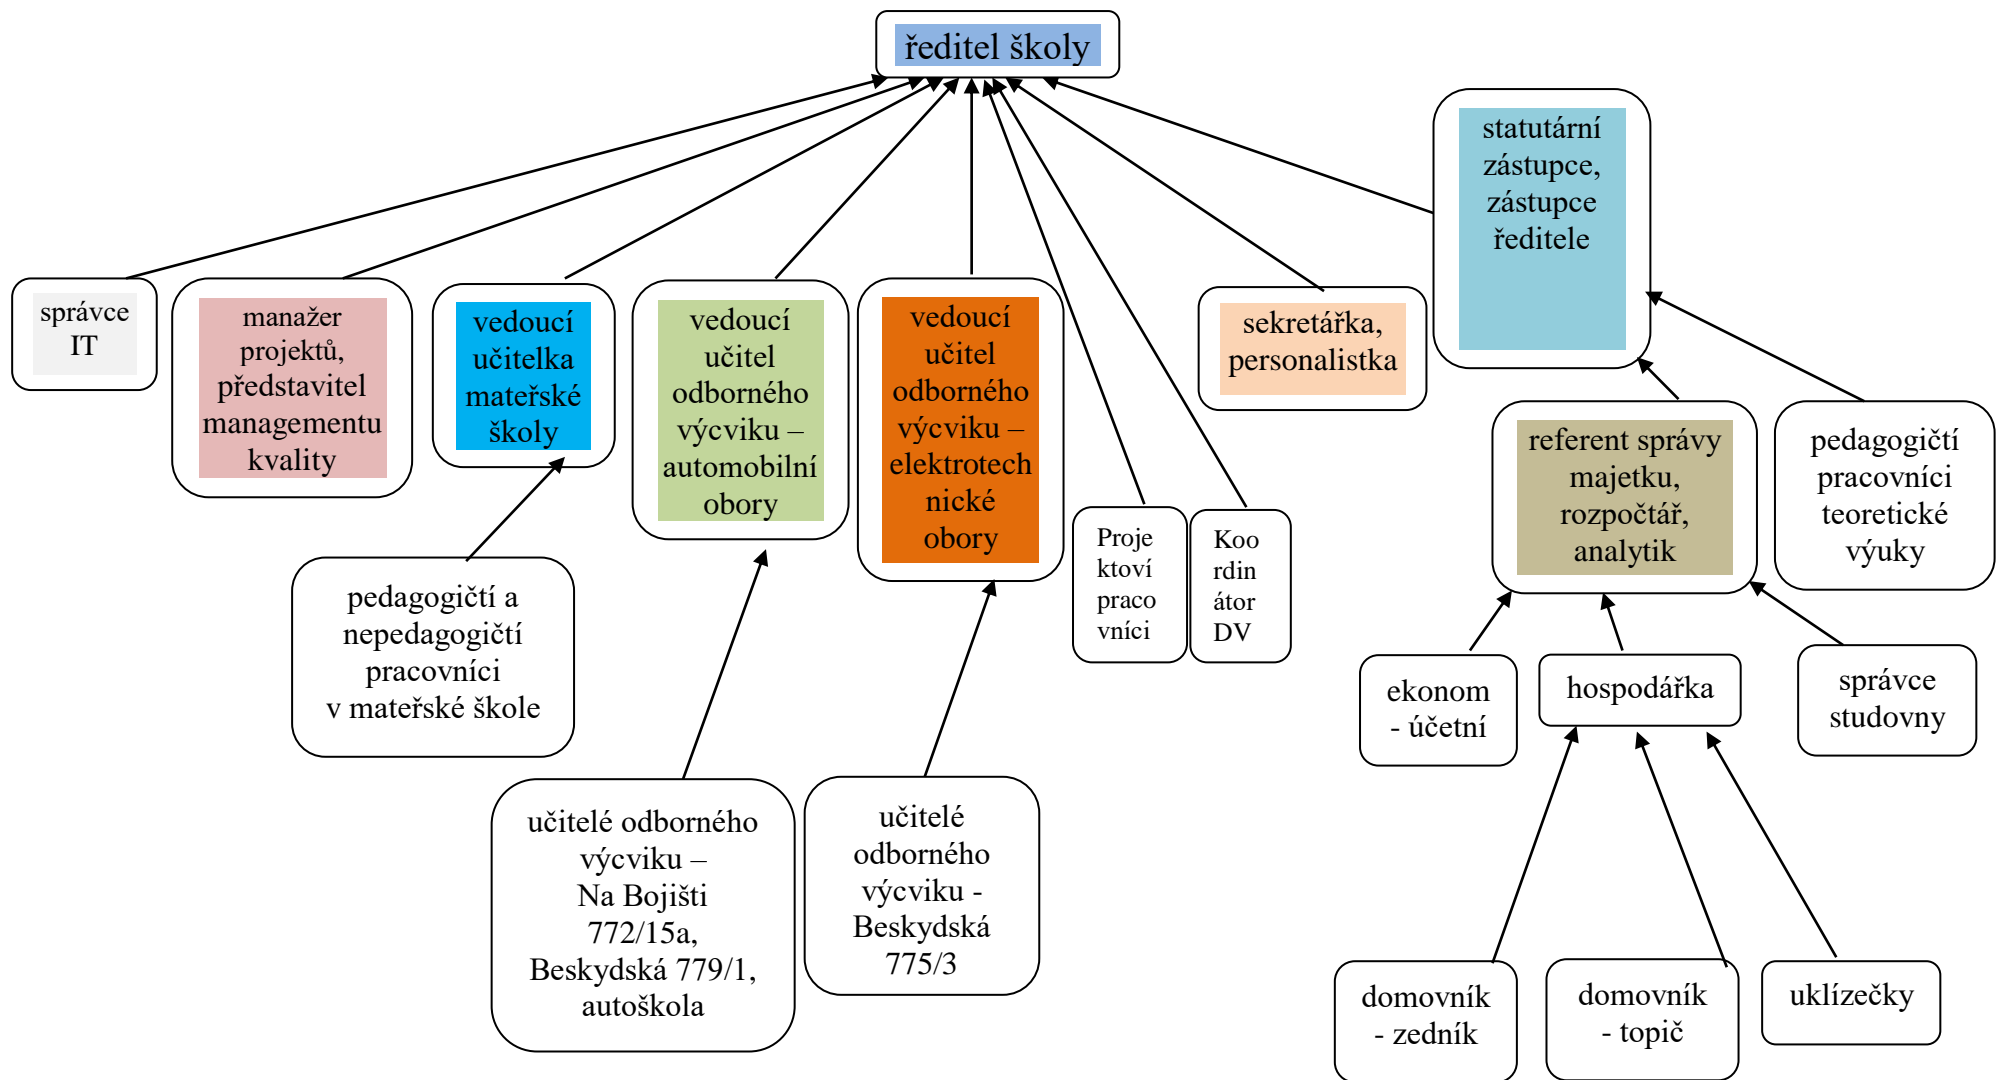 ředitel školy
statutární
zástupce,
zástupce
ředitele
správce
IT
manažer
projektů,
představitel
managementu
kvality
vedoucí
učitelka
mateřské
školy
vedoucí
učitel
odborného
výcviku –
automobilní
obory
vedoucí
učitel
odborného
výcviku –
elektrotech
nické
obory
sekretářka,
personalistka
Proje
ktoví
praco
vníci
Koo
rdin
átor
DV
referent správy
majetku,
rozpočtář,
analytik
pedagogičtí
pracovníci
teoretické
výuky
pedagogičtí a
nepedagogičtí
pracovníci
v mateřské škole
ekonom
- účetní
hospodářka
správce
studovny
učitelé odborného
výcviku –
Na Bojišti
772/15a,
Beskydská 779/1,
autoškola
učitelé
odborného
výcviku -
Beskydská
775/3
domovník
- zedník
domovník
- topič
uklízečky